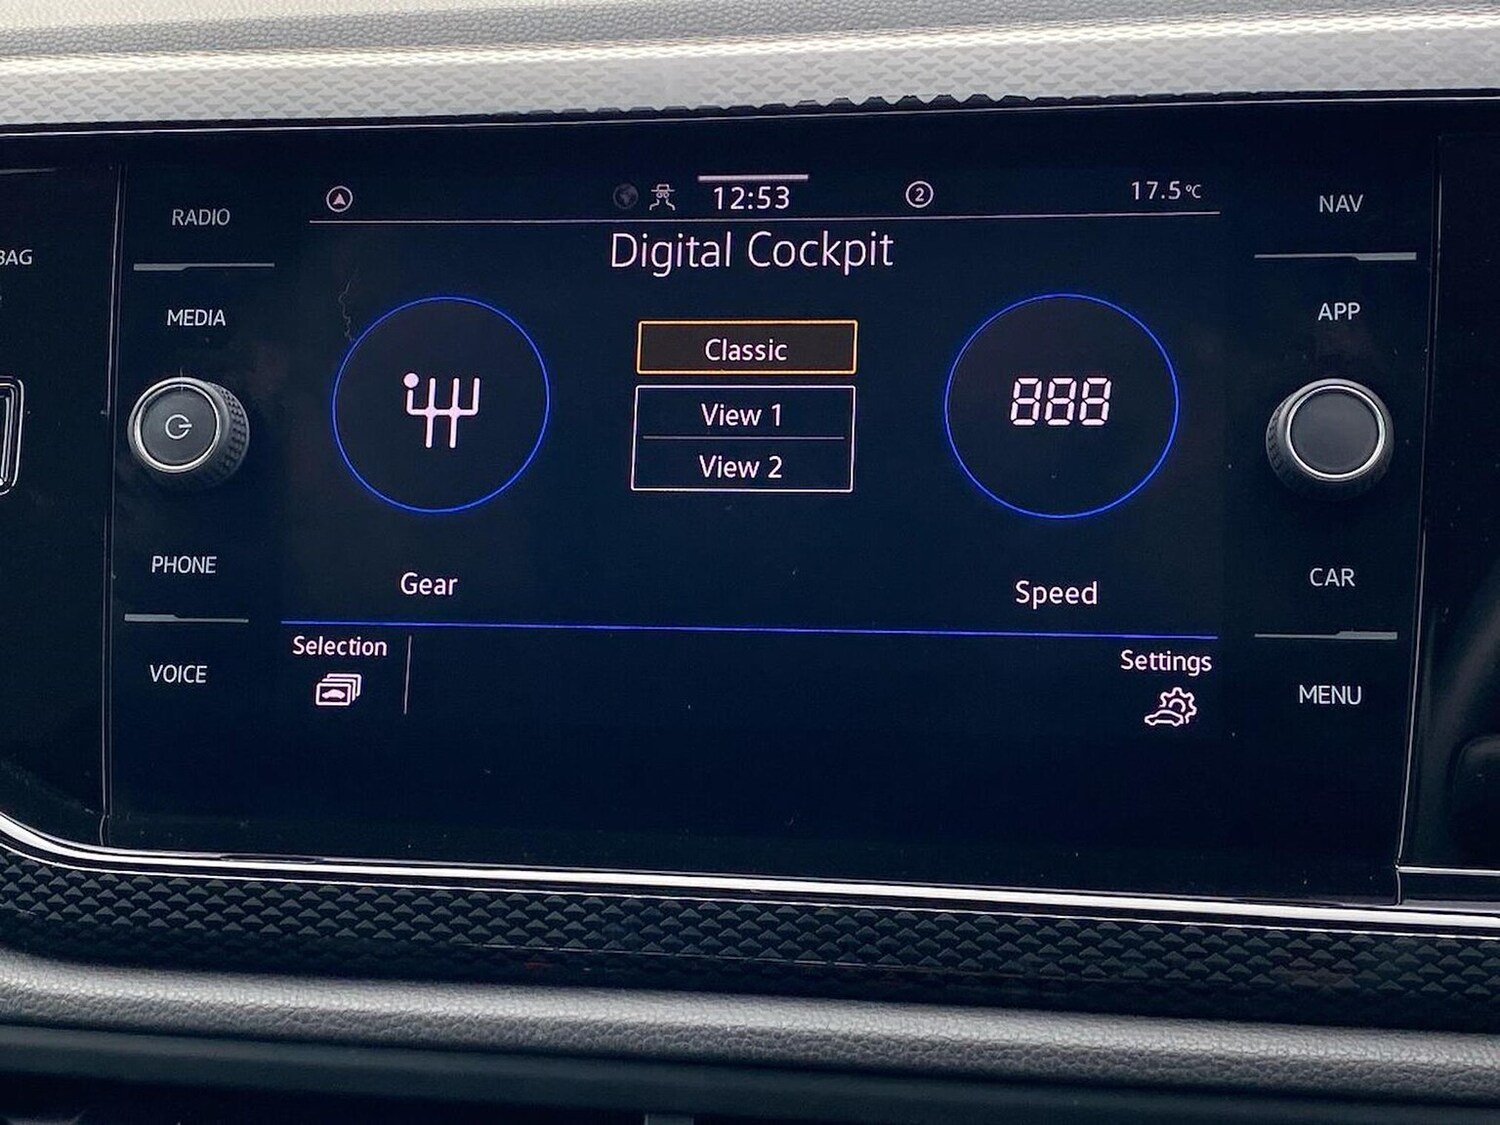 BAG
RADIO
MEDIA
PHONE
VOICE
12:53
2
17.5°C
Digital Cockpit
Classic
View 1
View 2
888
Gear
Speed
Selection
Settings
NAV
APP
CAR
MENU